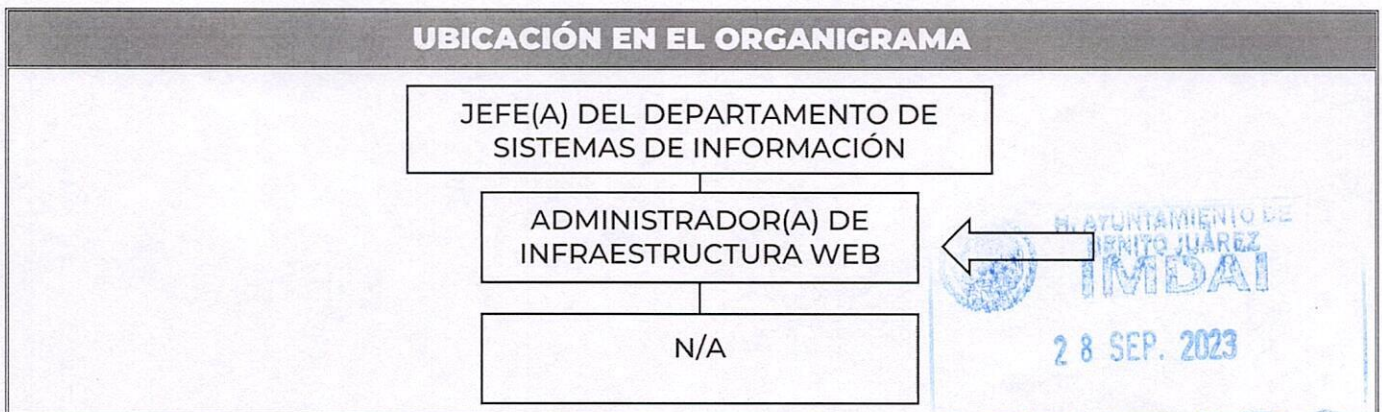 UBICACIÓN EN EL ORGANIGRAMA
JEFE(A) DEL DEPARTAMENTO DE
SISTEMAS DE INFORMACIÓN
ADMINISTRADOR(A) DE
INFRAESTRUCTURA WEB
H. AYUNTAMIENTO DE
BENITO JUÁREZ
IMDAI
N/A
28 SEP. 2023